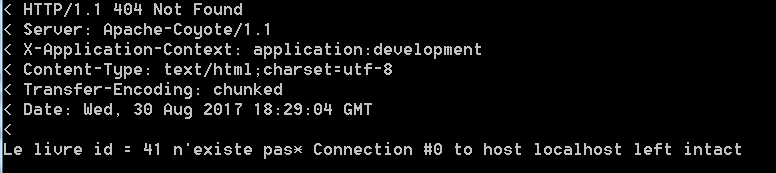 < HTTP/1.1 404 Not Found
< Server: Apache-Coyote/1.1
< X-Application-Context: application:development
< Content-Type: text/html;charset=utf-8
< Transfer-Encoding: chunked
< Date: Wed, 30 Aug 2017 18:29:04 GMT
<
Le livre id = 41 n'existe pas* Connection #0 to host localhost left intact